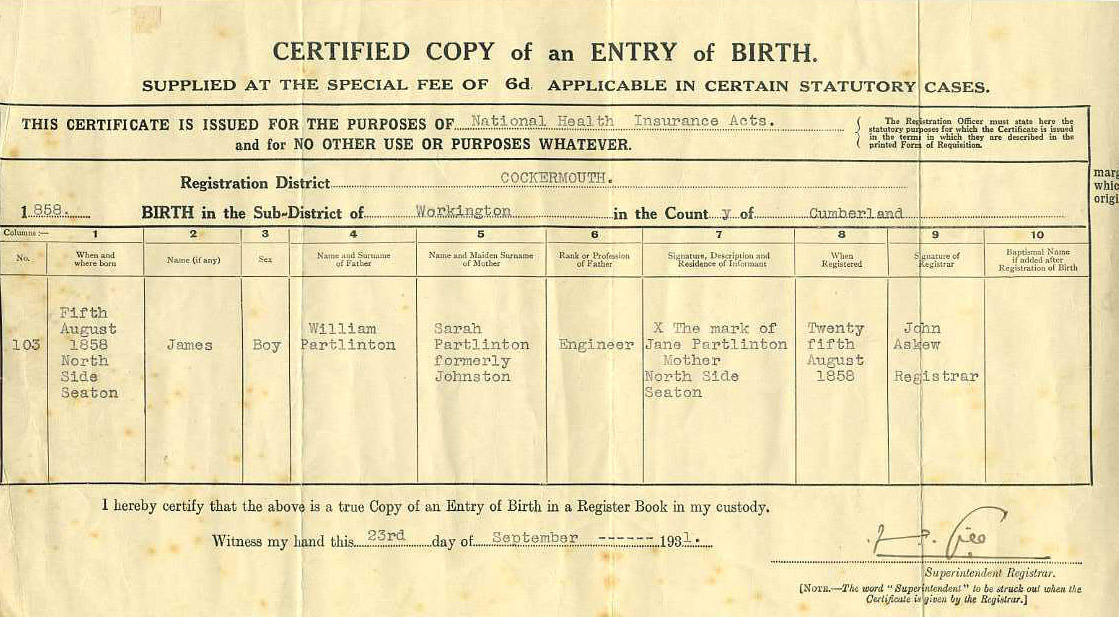 CERTIFIED COPY of an ENTRY of BIRTH.
SUPPLIED AT THE SPECIAL FEE OF 6d. APPLICABLE IN CERTAIN STATUTORY CASES.
THIS CERTIFICATE IS ISSUED FOR THE PURPOSES OF National Health Insurance Acts.
and for NO OTHER USE OR PURPOSES WHATEVER.
The Registration Officer must state here the
statutory purposes for which the Certificate is issued
in the terms in which they are described in the
printed Form of Requisition.
Registration District COCKERMOUTH.
marg
whic
origi
1858. BIRTH in the Sub-District of Workington in the County of Cumberland
Columns:— 1 2 3 4 5 6 7 8 9 10
No.
When and
where born
Name (if any)
Sex
Name and Surname
of Father
Name and Maiden Surname
of Mother
Rank or Profession
of Father
Signature, Description and
Residence of Informant
When
Registered
Signature of
Registrar
Baptismal Name
if added after
Registration of Birth
103
Fifth
August
1858
North
Side
Seaton
James
Boy
William
Partlinton
Sarah
Partlinton
formerly
Johnston
Engineer
X The mark of
Jane Partlinton
Mother
North Side
Seaton
Twenty
fifth
August
1858
John
Askew
Registrar
I hereby certify that the above is a true Copy of an Entry of Birth in a Register Book in my custody.
Witness my hand this 23rd day of September ------ 1931.
Superintendent Registrar.
[NOTE.—The word "Superintendent" to be struck out when the
Certificate is given by the Registrar.]